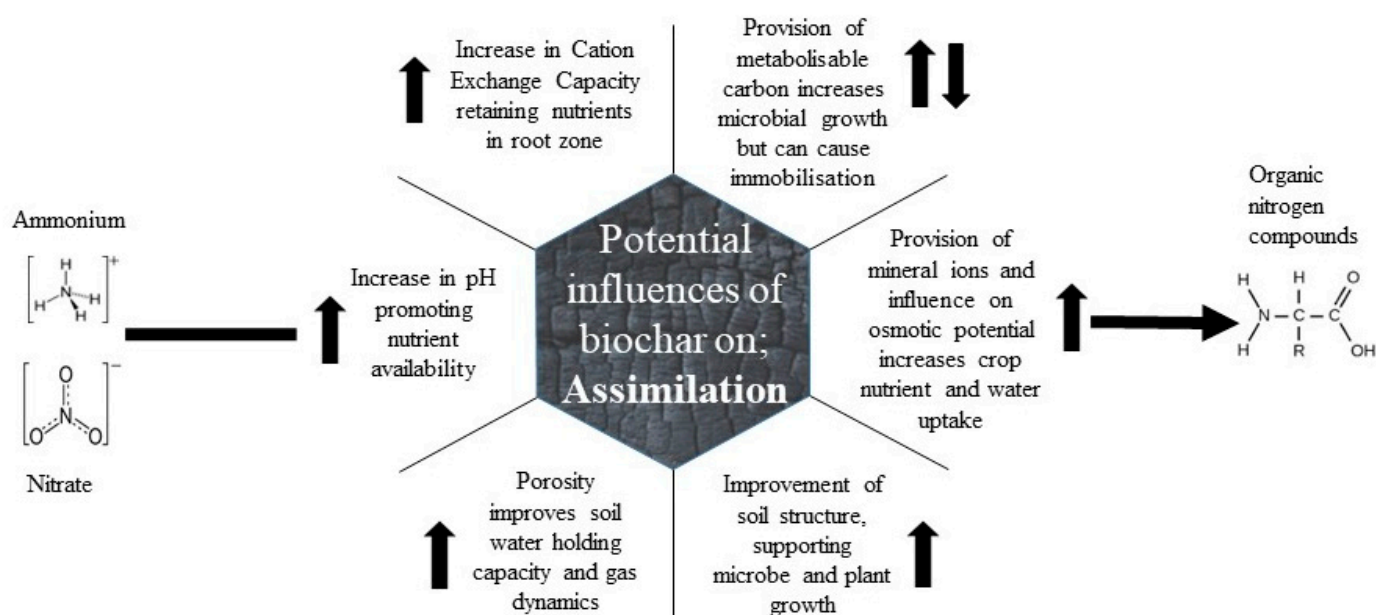 Increase in Cation
Exchange Capacity
retaining nutrients
in root zone
Provision of
metabolisable
carbon increases
microbial growth
but can cause
immobilisation
Ammonium
[H H N H H]+
[O N O O]−
Nitrate
Increase in pH
promoting
nutrient
availability
Potential
influences of
biochar on;
Assimilation
Provision of
mineral ions and
influence on
osmotic potential
increases crop
nutrient and water
uptake
Organic
nitrogen
compounds
H H O
N C C
H R OH
Porosity
improves soil
water holding
capacity and gas
dynamics
Improvement of
soil structure,
supporting
microbe and plant
growth